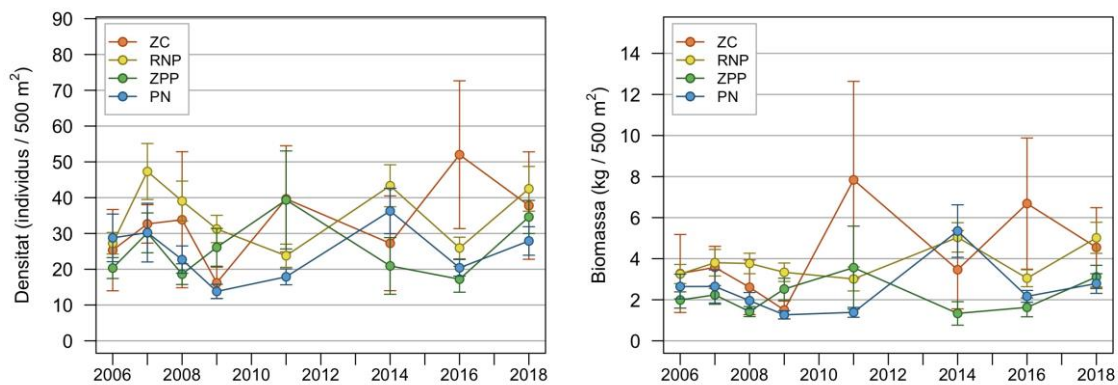 Densitat (individus / 500 m²)
90
80
70
60
50
40
30
20
10
0
ZC
RNP
ZPP
PN
2006 2008 2010 2012 2014 2016 2018
Biomassa (kg / 500 m²)
14
12
10
8
6
4
2
0
ZC
RNP
ZPP
PN
2006 2008 2010 2012 2014 2016 2018